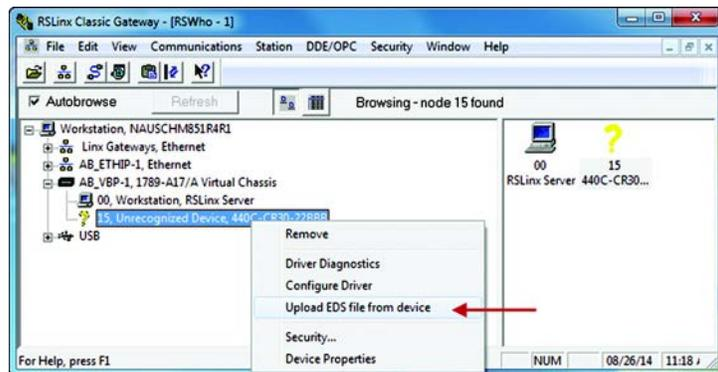 RSLinx Classic Gateway - [RSWho - 1]
File Edit View Communications Station DDE/OPC Security Window Help
Autobrowse Refresh Browsing - node 15 found
Workstation, NAUSCHM851R4R1
Linx Gateways, Ethernet
AB_ETHIP-1, Ethernet
AB_VBP-1, 1789-A17/A Virtual Chassis
00, Workstation, RSLinx Server
15, Unrecognized Device, 440C-CR30-22BBB
USB
Remove
Driver Diagnostics
Configure Driver
Upload EDS file from device
Security...
Device Properties
00 15
RSLinx Server 440C-CR30...
For Help, press F1 NUM 08/26/14 11:18